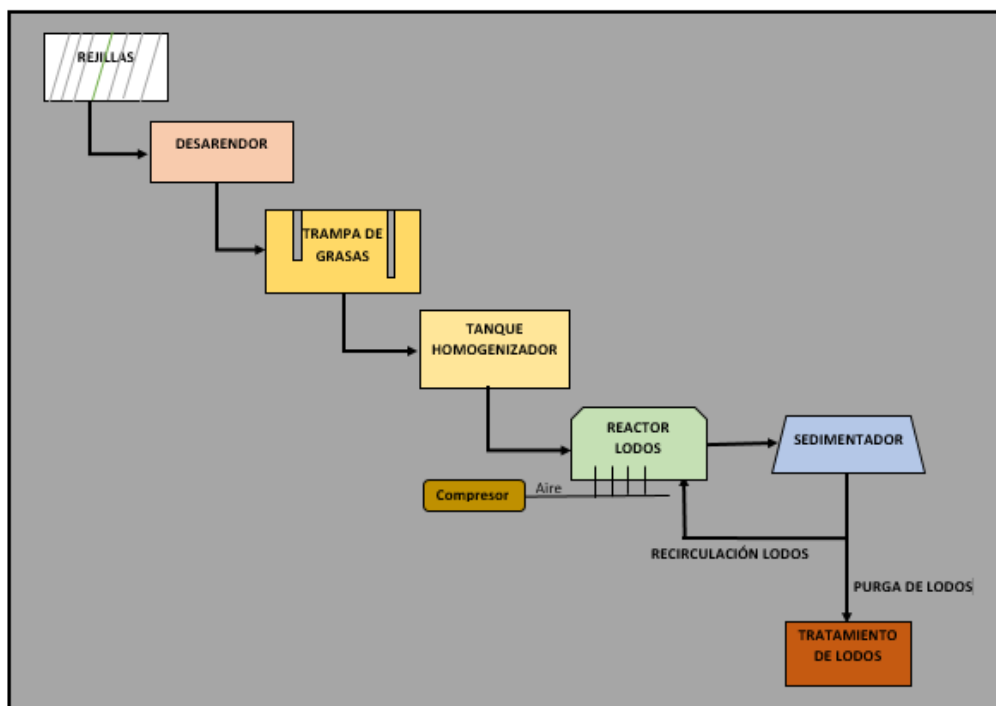 REJILLAS
DESARENDOR
TRAMPA DE
GRASAS
TANQUE
HOMOGENIZADOR
REACTOR
LODOS
SEDIMENTADOR
Compresor
Aire
RECIRCULACIÓN LODOS
PURGA DE LODOS
TRATAMIENTO
DE LODOS